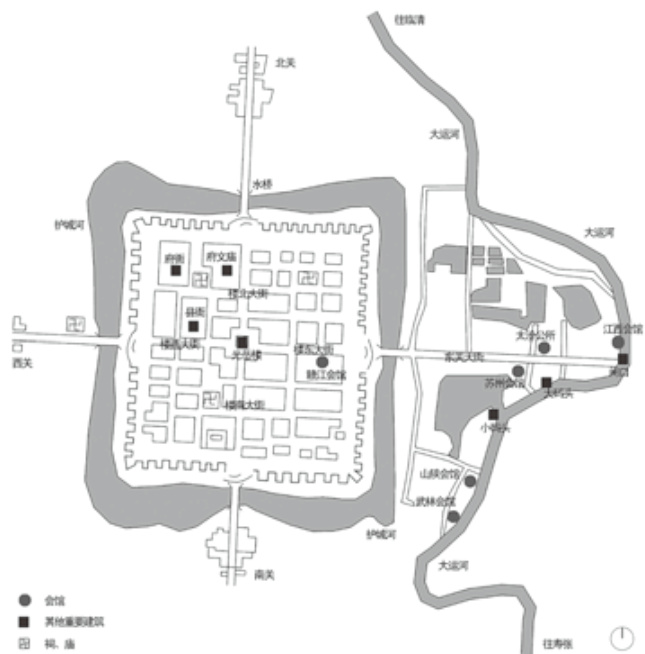 往临清
北关
大运河
水桥
护城河
大运河
府衙
府文庙
楼北大街
县衙
江西会馆
太汾公所
楼西大街
光岳楼
楼东大街
东关大街
西关
赣江会馆
闸口
苏州会馆
大码头
楼南大街
小码头
山陕会馆
武林会馆
护城河
大运河
南关
会馆
其他重要建筑
祠、庙
往寿张